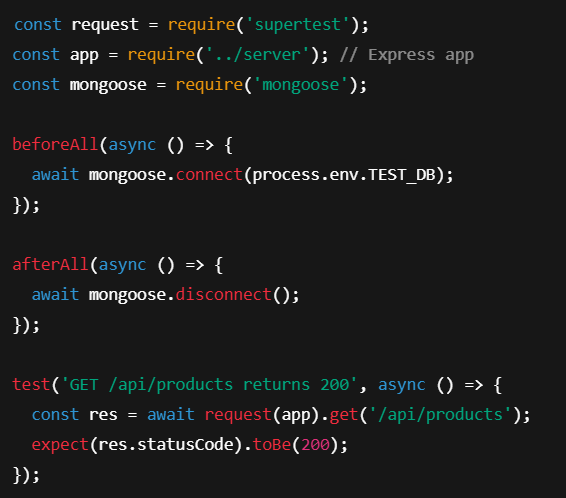 const request = require('supertest');
const app = require('../server'); // Express app
const mongoose = require('mongoose');

beforeAll(async () => {
  await mongoose.connect(process.env.TEST_DB);
});

afterAll(async () => {
  await mongoose.disconnect();
});

test('GET /api/products returns 200', async () => {
  const res = await request(app).get('/api/products');
  expect(res.statusCode).toBe(200);
});